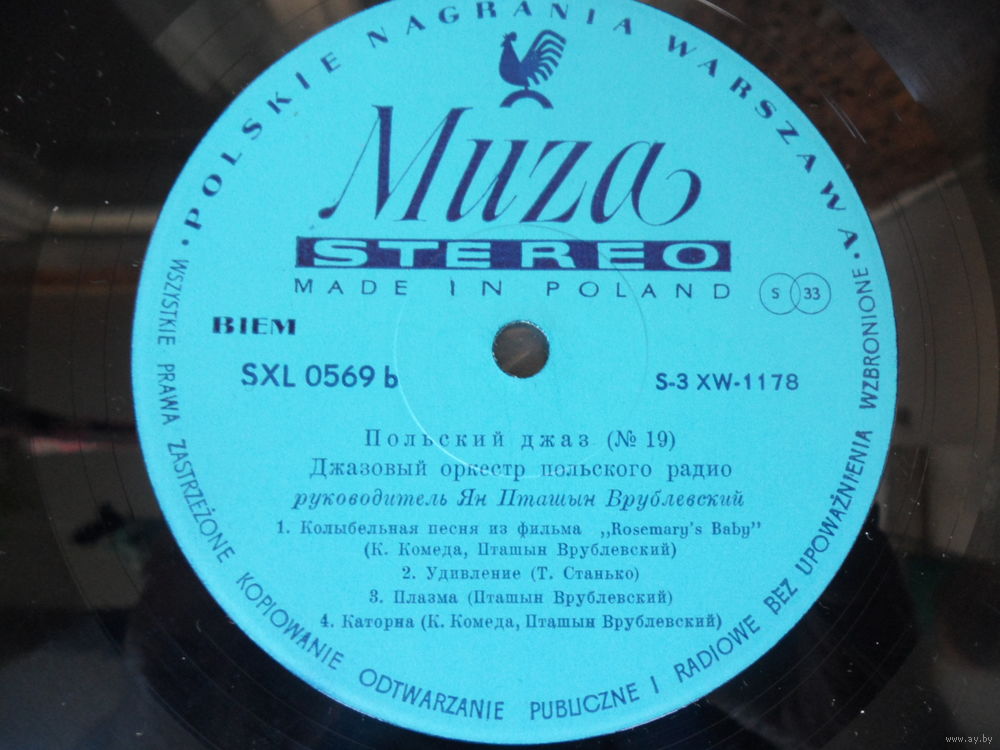 • POLSKIE NAGRANIA WARSZAWA •
Muza
STEREO
MADE IN POLAND
S 33
BIEM
SXL 0569 b
S-3 XW-1178
Польский джаз (№ 19)
Джазовый оркестр польского радио
руководитель Ян Пташын Врублевский
1. Колыбельная песня из фильма „Rosemary's Baby”
(К. Комеда, Пташын Врублевский)
2. Удивление (Т. Станько)
3. Плазма (Пташын Врублевский)
4. Каторна (К. Комеда, Пташын Врублевский)
WSZYSTKIE PRAWA ZASTRZEŻONE KOPIOWANIE ODTWARZANIE PUBLICZNE I RADIOWE BEZ UPOWAŻNIENIA WZBRONIONE
www.ay.by